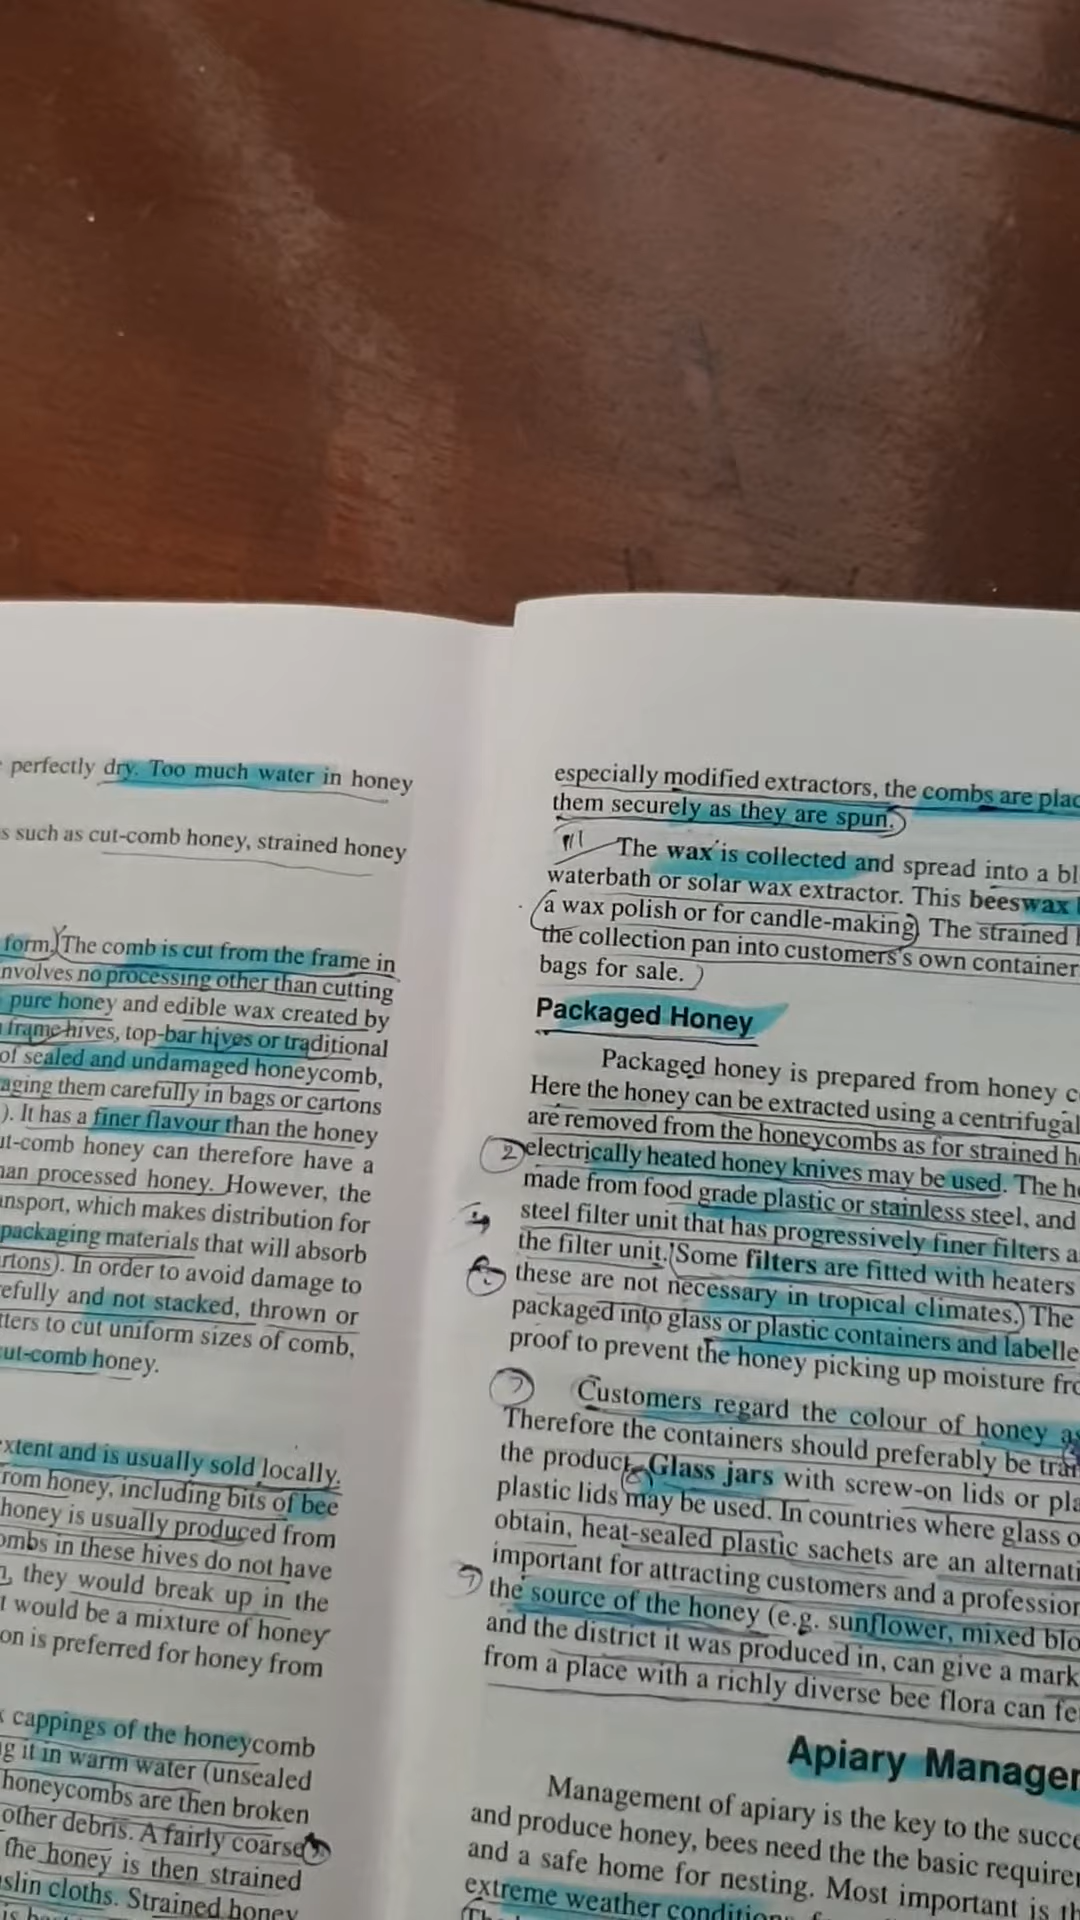 perfectly dry. Too much water in honey
s such as cut-comb honey, strained honey
form. The comb is cut from the frame in
nvolves no processing other than cutting
pure honey and edible wax created by
frame hives, top-bar hives or traditional
of sealed and undamaged honeycomb,
aging them carefully in bags or cartons
). It has a finer flavour than the honey
ut-comb honey can therefore have a
han processed honey. However, the
ansport, which makes distribution for
packaging materials that will absorb
rtons). In order to avoid damage to
efully and not stacked, thrown or
tters to cut uniform sizes of comb,
cut-comb honey.
extent and is usually sold locally.
rom honey, including bits of bee
honey is usually produced from
ombs in these hives do not have
n, they would break up in the
t would be a mixture of honey
on is preferred for honey from
cappings of the honeycomb
g it in warm water (unsealed
honeycombs are then broken
other debris. A fairly coarse
the honey is then strained
slin cloths. Strained honey
especially modified extractors, the combs are plac
them securely as they are spun.
The wax is collected and spread into a bl
waterbath or solar wax extractor. This beeswax
a wax polish or for candle-making. The strained
the collection pan into customers's own container
bags for sale.
Packaged Honey
Packaged honey is prepared from honey c
Here the honey can be extracted using a centrifugal
are removed from the honeycombs as for strained h
2 electrically heated honey knives may be used. The h
made from food grade plastic or stainless steel, and
steel filter unit that has progressively finer filters a
the filter unit. Some filters are fitted with heaters
these are not necessary in tropical climates. The
packaged into glass or plastic containers and labelle
proof to prevent the honey picking up moisture fro
Customers regard the colour of honey as
Therefore the containers should preferably be tran
the product. Glass jars with screw-on lids or pla
plastic lids may be used. In countries where glass o
obtain, heat-sealed plastic sachets are an alternati
important for attracting customers and a profession
the source of the honey (e.g. sunflower, mixed blo
and the district it was produced in, can give a mark
from a place with a richly diverse bee flora can fe
Apiary Manager
Management of apiary is the key to the succe
and produce honey, bees need the the basic requirem
and a safe home for nesting. Most important is th
extreme weather conditions